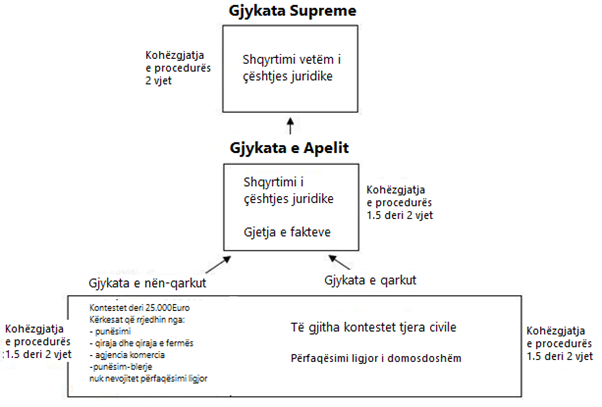 Gjykata Supreme
Kohëzgjatja
e procedurës
2 vjet
Shqyrtimi vetëm i
çështjes juridike
Gjykata e Apelit
Shqyrtimi i
çështjes juridike
Gjetja e fakteve
Kohëzgjatja
e procedurës
1.5 deri 2 vjet
Gjykata e nën-qarkut
Gjykata e qarkut
Kohëzgjatja
e procedurës
:1.5 deri 2 vjet
Kontestet deri 25.000Euro
Kërkesat që rrjedhin nga:
- punësimi
- qiraja dhe qiraja e fermës
- agjencia komercia
-punësim-blerje
nuk nevojitet përfaqësimi ligjor
Të gjitha kontestet tjera civile
Përfaqësimi ligjor i domosdoshëm
Kohëzgjatja
e procedurës
1.5 deri 2 vjet